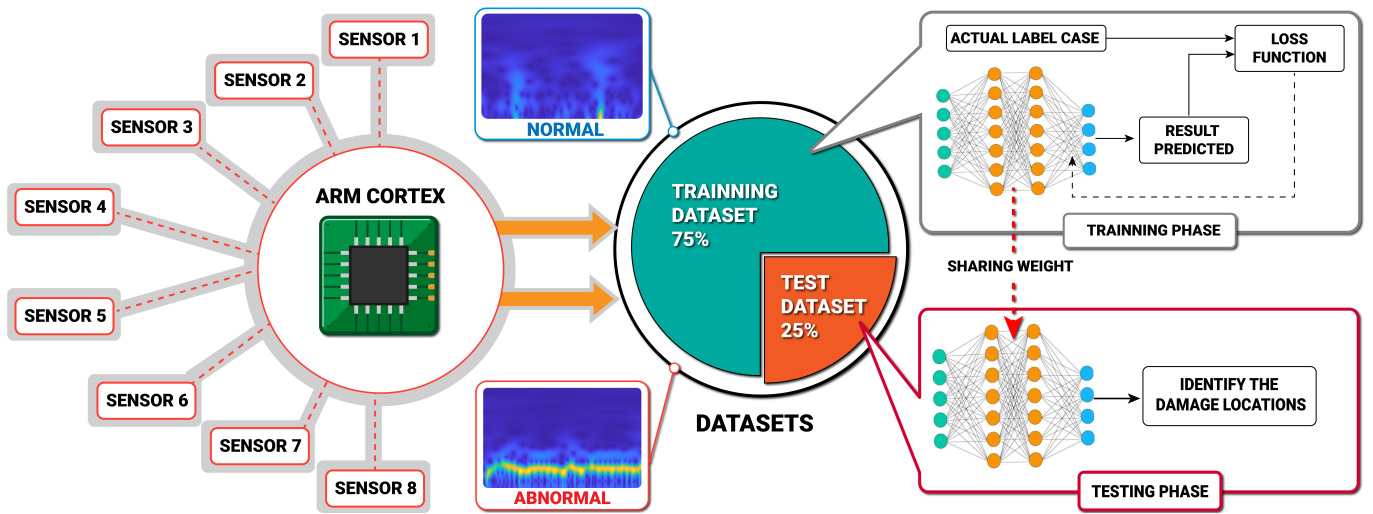 SENSOR 1
SENSOR 2
SENSOR 3
SENSOR 4
SENSOR 5
SENSOR 6
SENSOR 7
SENSOR 8
ARM CORTEX
NORMAL
ABNORMAL
TRAINNING
DATASET
75%
TEST
DATASET
25%
DATASETS
ACTUAL LABEL CASE
LOSS
FUNCTION
RESULT
PREDICTED
TRAINNING PHASE
SHARING WEIGHT
IDENTIFY THE
DAMAGE LOCATIONS
TESTING PHASE